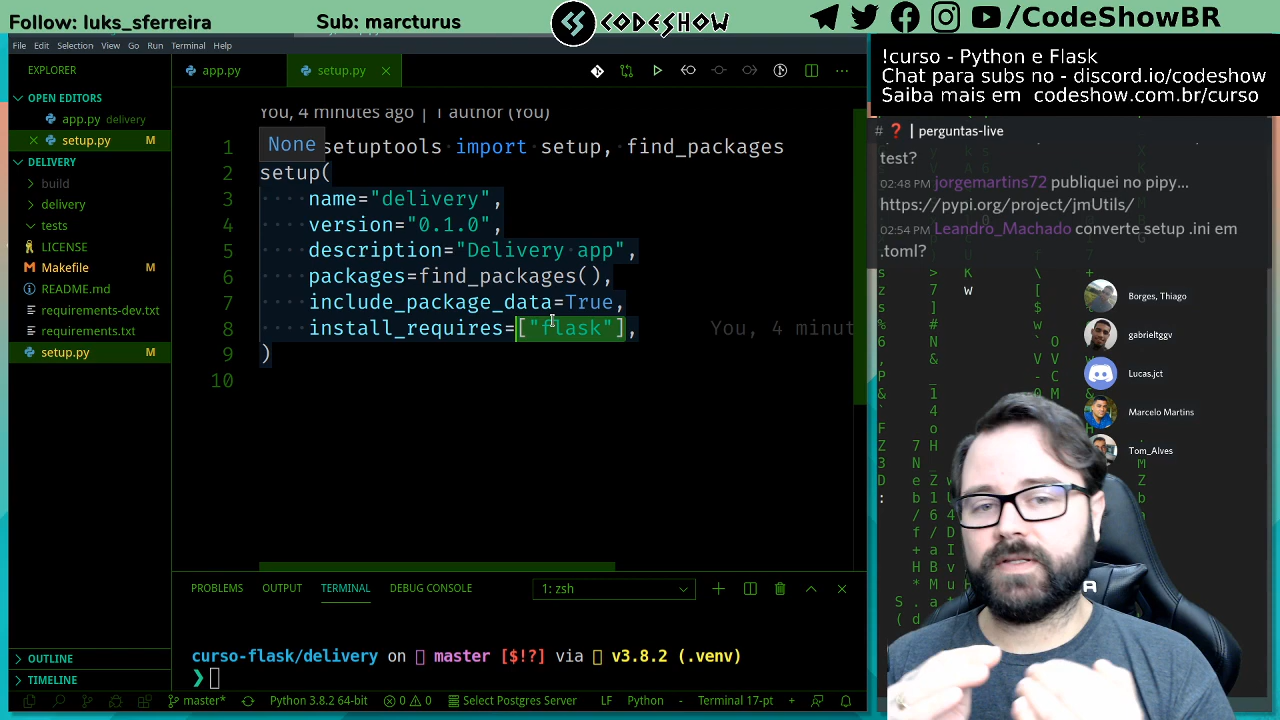 Follow: luks_sferreira
Sub: marcturus
CODESHOW
/CodeShowBR
File Edit Selection View Go Run Terminal Help
EXPLORER
OPEN EDITORS
app.py delivery
setup.py M
DELIVERY
build
delivery
tests
LICENSE
Makefile M
README.md
requirements-dev.txt
requirements.txt
setup.py M
OUTLINE
TIMELINE
app.py
setup.py
You, 4 minutes ago | 1 author (You)
None
1 setuptools import setup, find_packages
2 setup(
3 name="delivery",
4 version="0.1.0",
5 description="Delivery app",
6 packages=find_packages(),
7 include_package_data=True,
8 install_requires=["flask"], You, 4 minut
9 )
10
PROBLEMS OUTPUT TERMINAL DEBUG CONSOLE 1: zsh
curso-flask/delivery on master [$!?] via v3.8.2 (.venv)
❯
master* Python 3.8.2 64-bit 0 0 Select Postgres Server LF Python - Terminal 17-pt +
!curso - Python e Flask
Chat para subs no - discord.io/codeshow
Saiba mais em codeshow.com.br/curso
# ❓ | perguntas-live
test?
02:48 PM jorgemartins72 publiquei no pipy...
https://pypi.org/project/jmUtils/
02:54 PM Leandro_Machado converte setup .ini em
.toml?
Borges, Thiago
gabrieltggv
Lucas.jct
Marcelo Martins
Tom_Alves